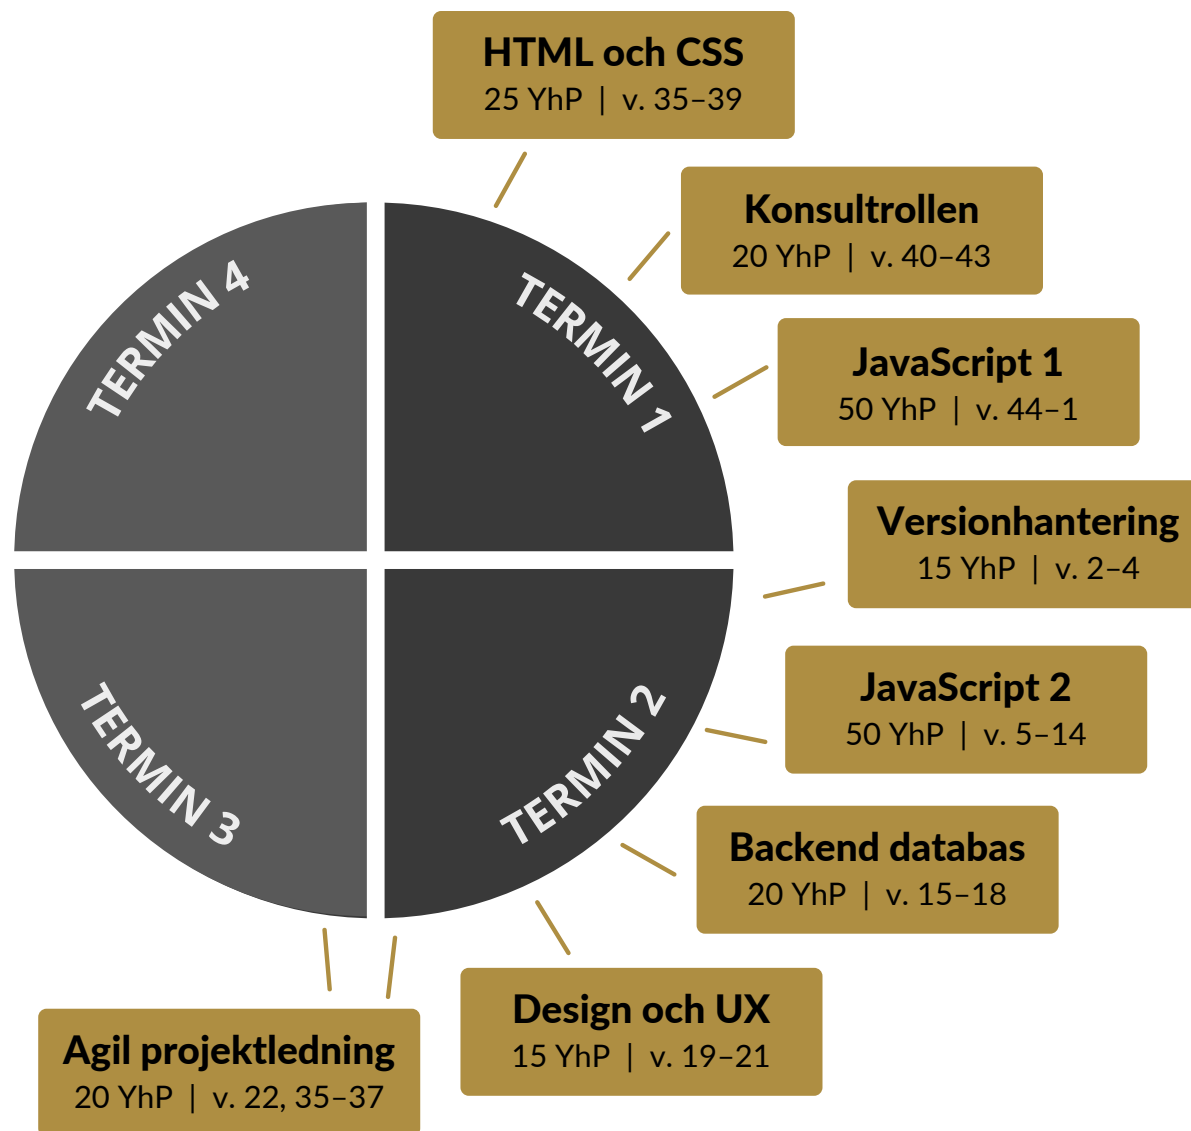 HTML och CSS
25 YhP | v. 35–39
Konsultrollen
20 YhP | v. 40–43
TERMIN 4
TERMIN 1
JavaScript 1
50 YhP | v. 44–1
Versionhantering
15 YhP | v. 2–4
JavaScript 2
50 YhP | v. 5–14
TERMIN 3
TERMIN 2
Backend databas
20 YhP | v. 15–18
Design och UX
15 YhP | v. 19–21
Agil projektledning
20 YhP | v. 22, 35–37